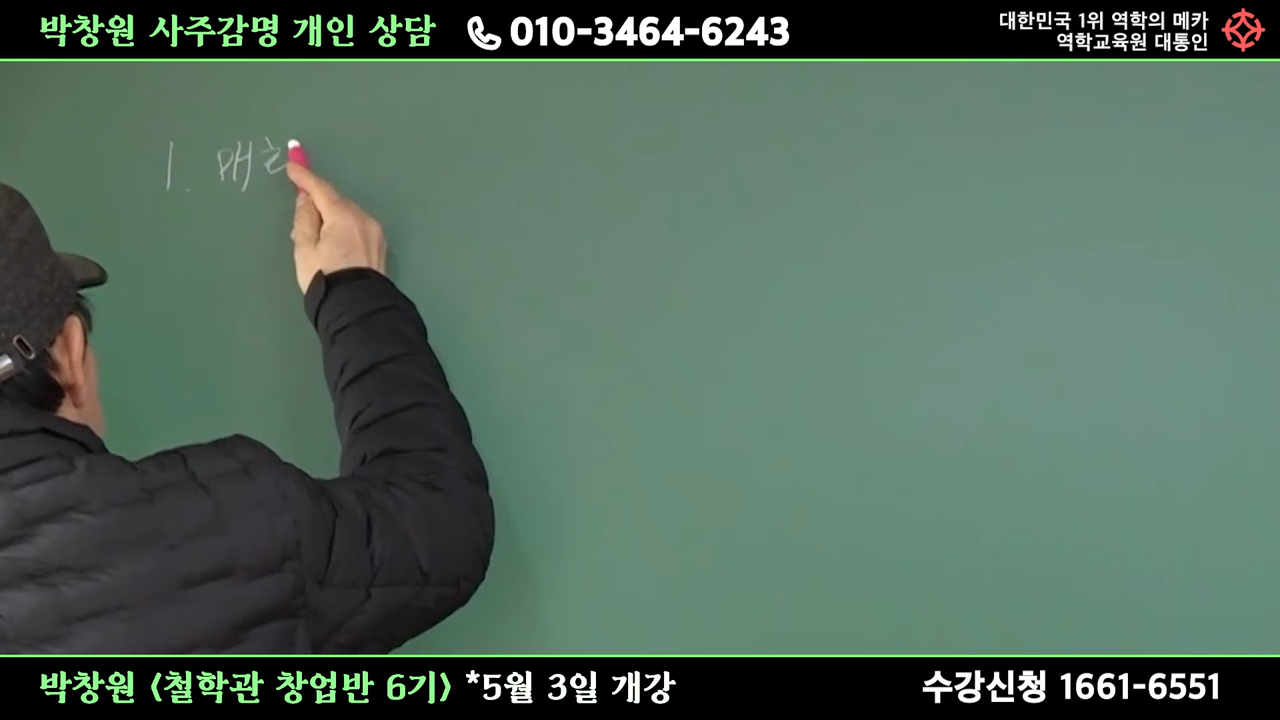 박창원 사주감명 개인 상담 010-3464-6243
대한민국 1위 역학의 메카
역학교육원 대통인
1. 매
박창원 <철학관 창업반 6기> *5월 3일 개강
수강신청 1661-6551